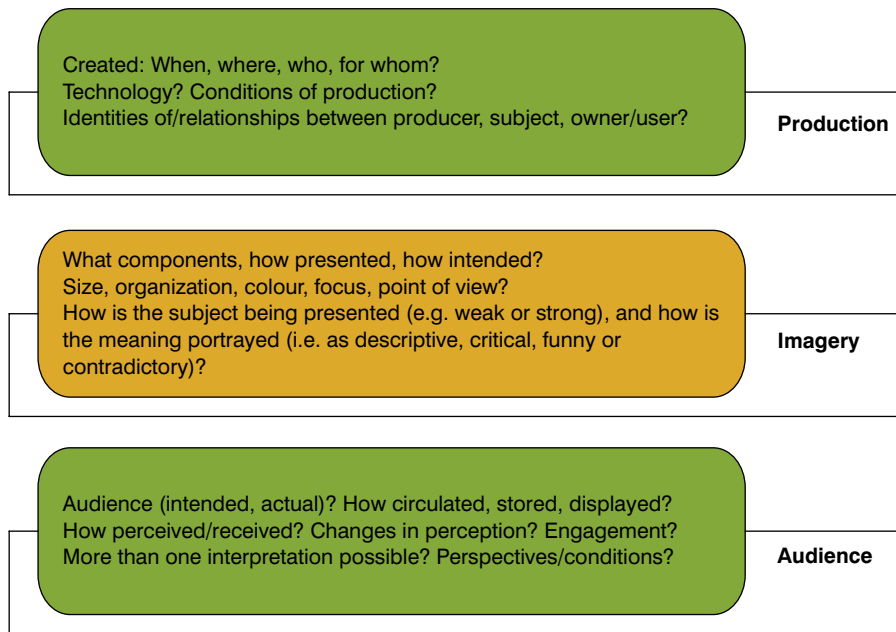 Created: When, where, who, for whom?
Technology? Conditions of production?
Identities of/relationships between producer, subject, owner/user?
Production
What components, how presented, how intended?
Size, organization, colour, focus, point of view?
How is the subject being presented (e.g. weak or strong), and how is
the meaning portrayed (i.e. as descriptive, critical, funny or
contradictory)?
Imagery
Audience (intended, actual)? How circulated, stored, displayed?
How perceived/received? Changes in perception? Engagement?
More than one interpretation possible? Perspectives/conditions?
Audience